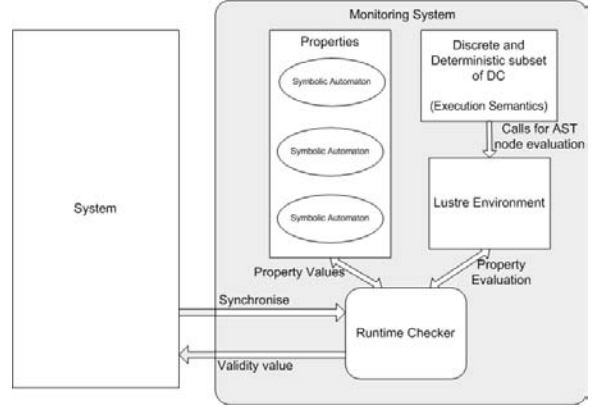 Monitoring System
Properties
Symbolic Automaton
Symbolic Automaton
Symbolic Automaton
Discrete and
Deterministic subset
of DC
(Execution Semantics)
Calls for AST
node evaluation
System
Lustre Environment
Property Values
Property
Evaluation
Synchronise
Runtime Checker
Validity value